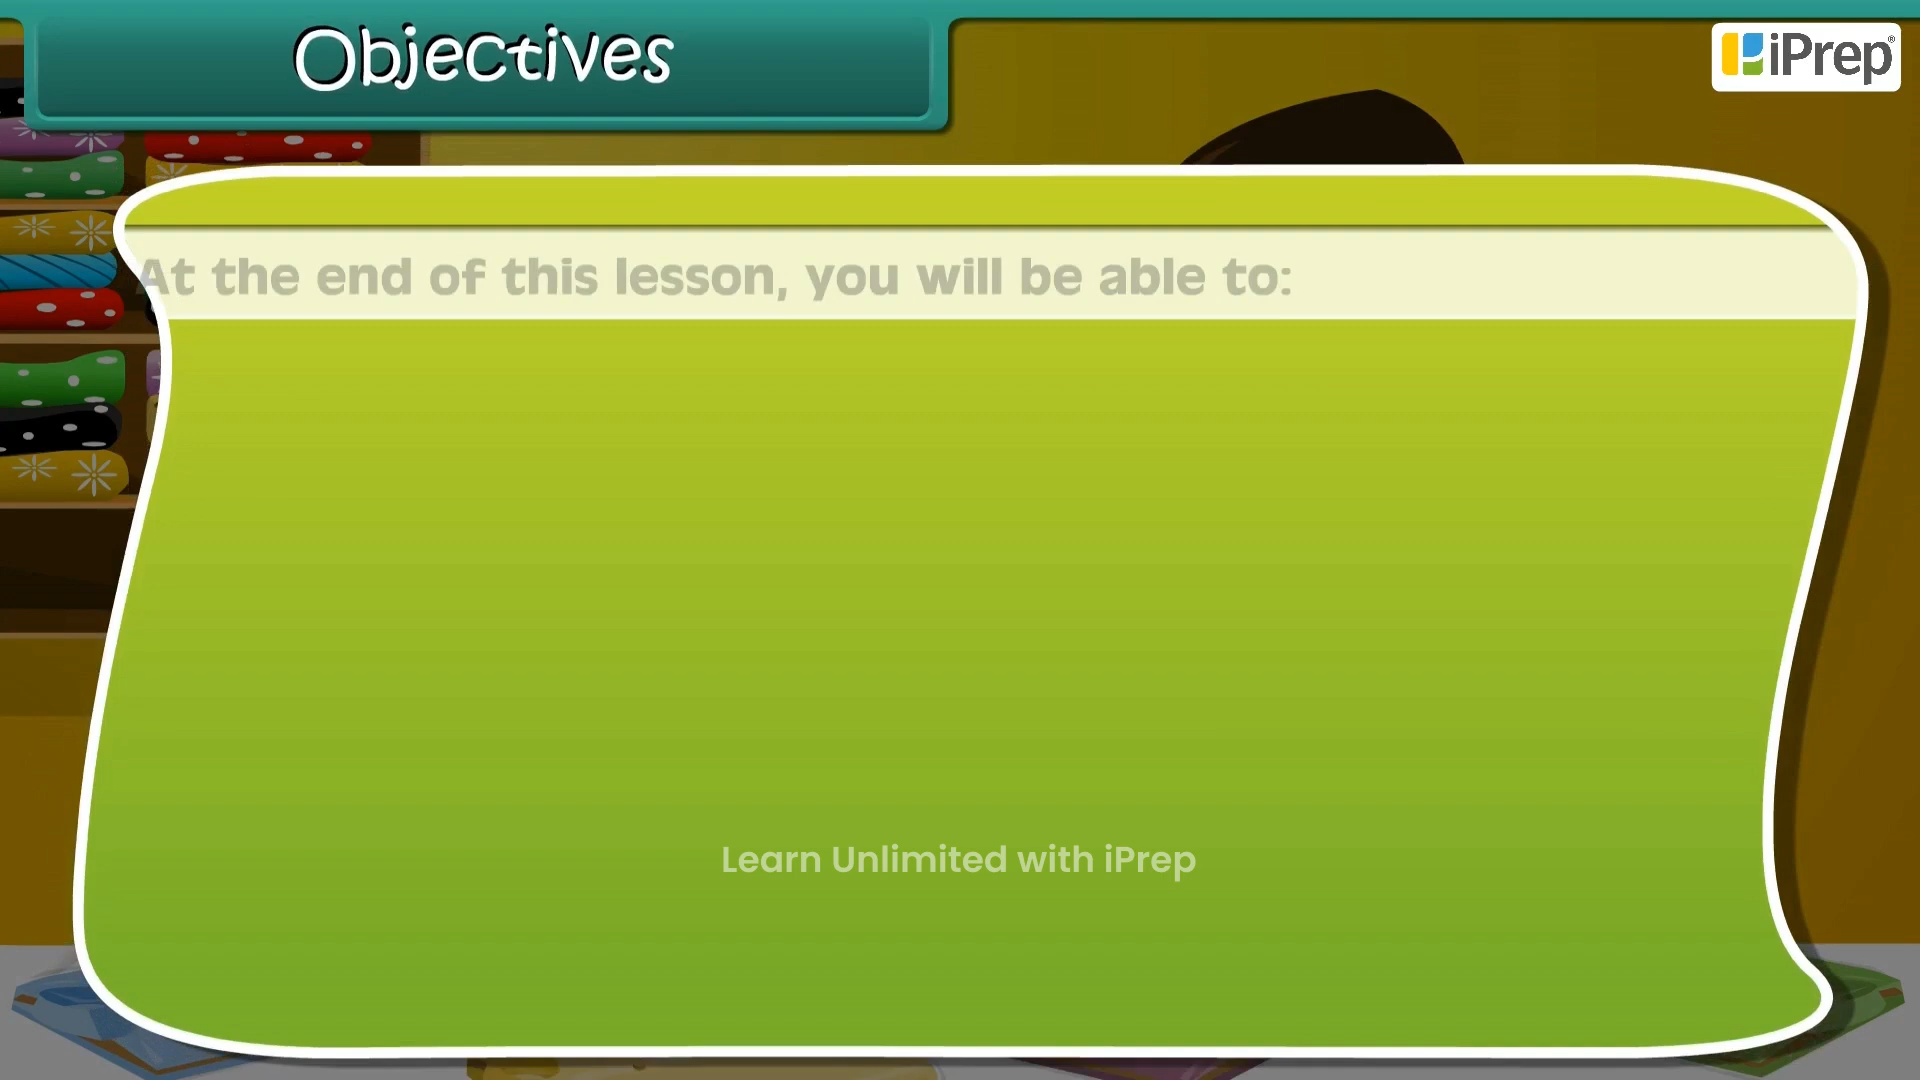 Objectives
iPrep®
At the end of this lesson, you will be able to:
Learn Unlimited with iPrep